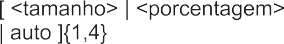 [ <tamanho> | <porcentagem>
| auto ]{1,4}